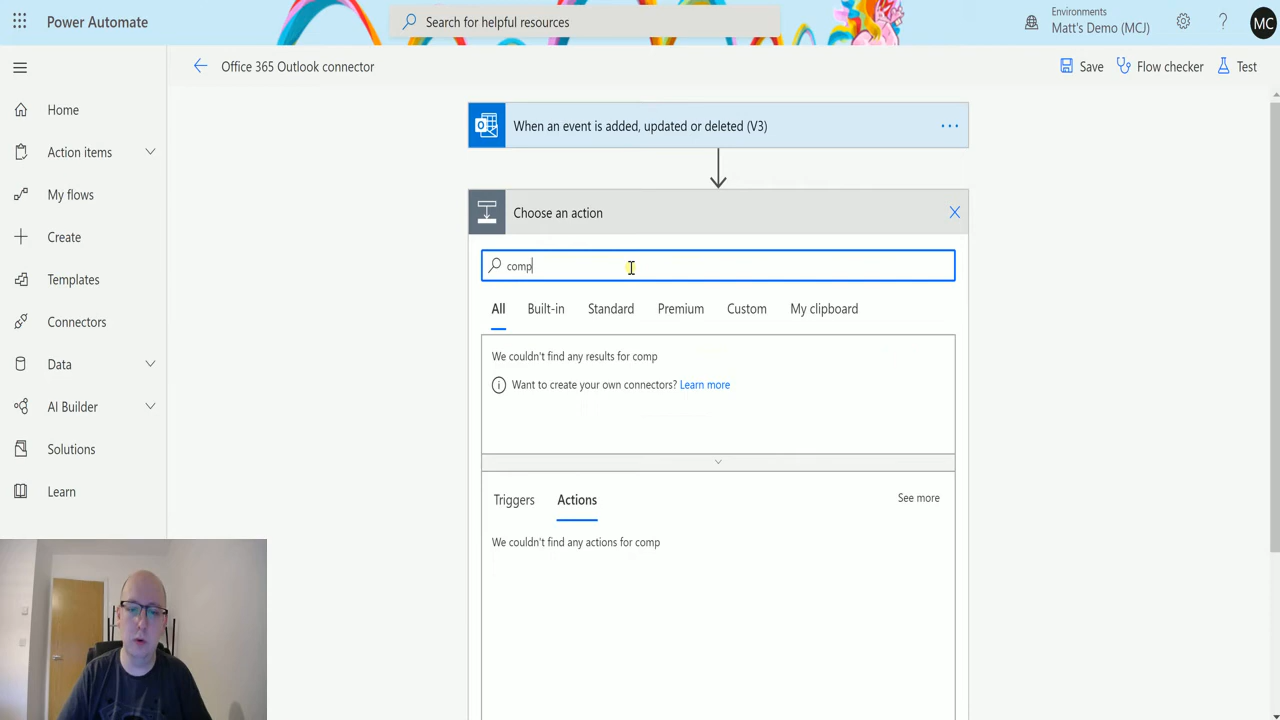 Power Automate
Search for helpful resources
Environments
Matt's Demo (MCJ)
MC
Office 365 Outlook connector
Save
Flow checker
Test
Home
Action items
My flows
Create
Templates
Connectors
Data
AI Builder
Solutions
Learn
When an event is added, updated or deleted (V3)
Choose an action
comp
All Built-in Standard Premium Custom My clipboard
We couldn't find any results for comp
Want to create your own connectors? Learn more
Triggers Actions See more
We couldn't find any actions for comp